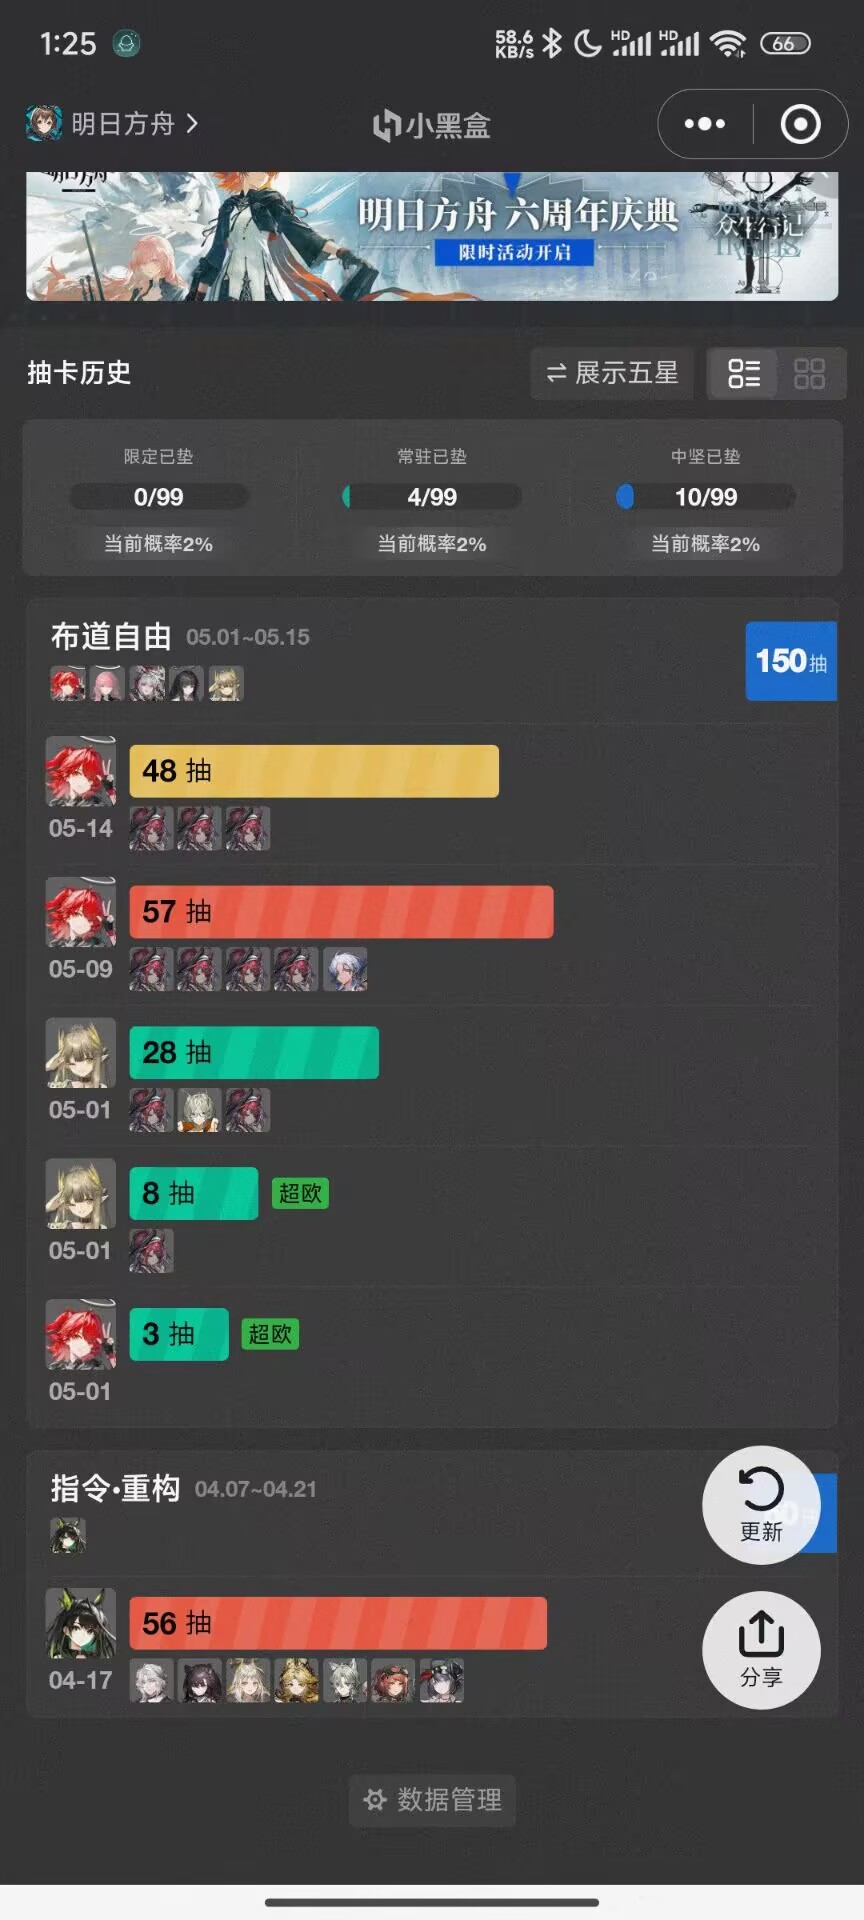 1:25
58.6 KB/s HD HD 66
明日方舟
小黑盒
明日方舟 六周年庆典
限时活动开启
众生行记
抽卡历史
展示五星
限定已垫 常驻已垫 中坚已垫
0/99 4/99 10/99
当前概率2% 当前概率2% 当前概率2%
布道自由 05.01~05.15
150抽
48 抽
05-14
57 抽
05-09
28 抽
05-01
8 抽 超欧
05-01
3 抽 超欧
05-01
指令·重构 04.07~04.21
更新
56 抽
04-17
分享
数据管理